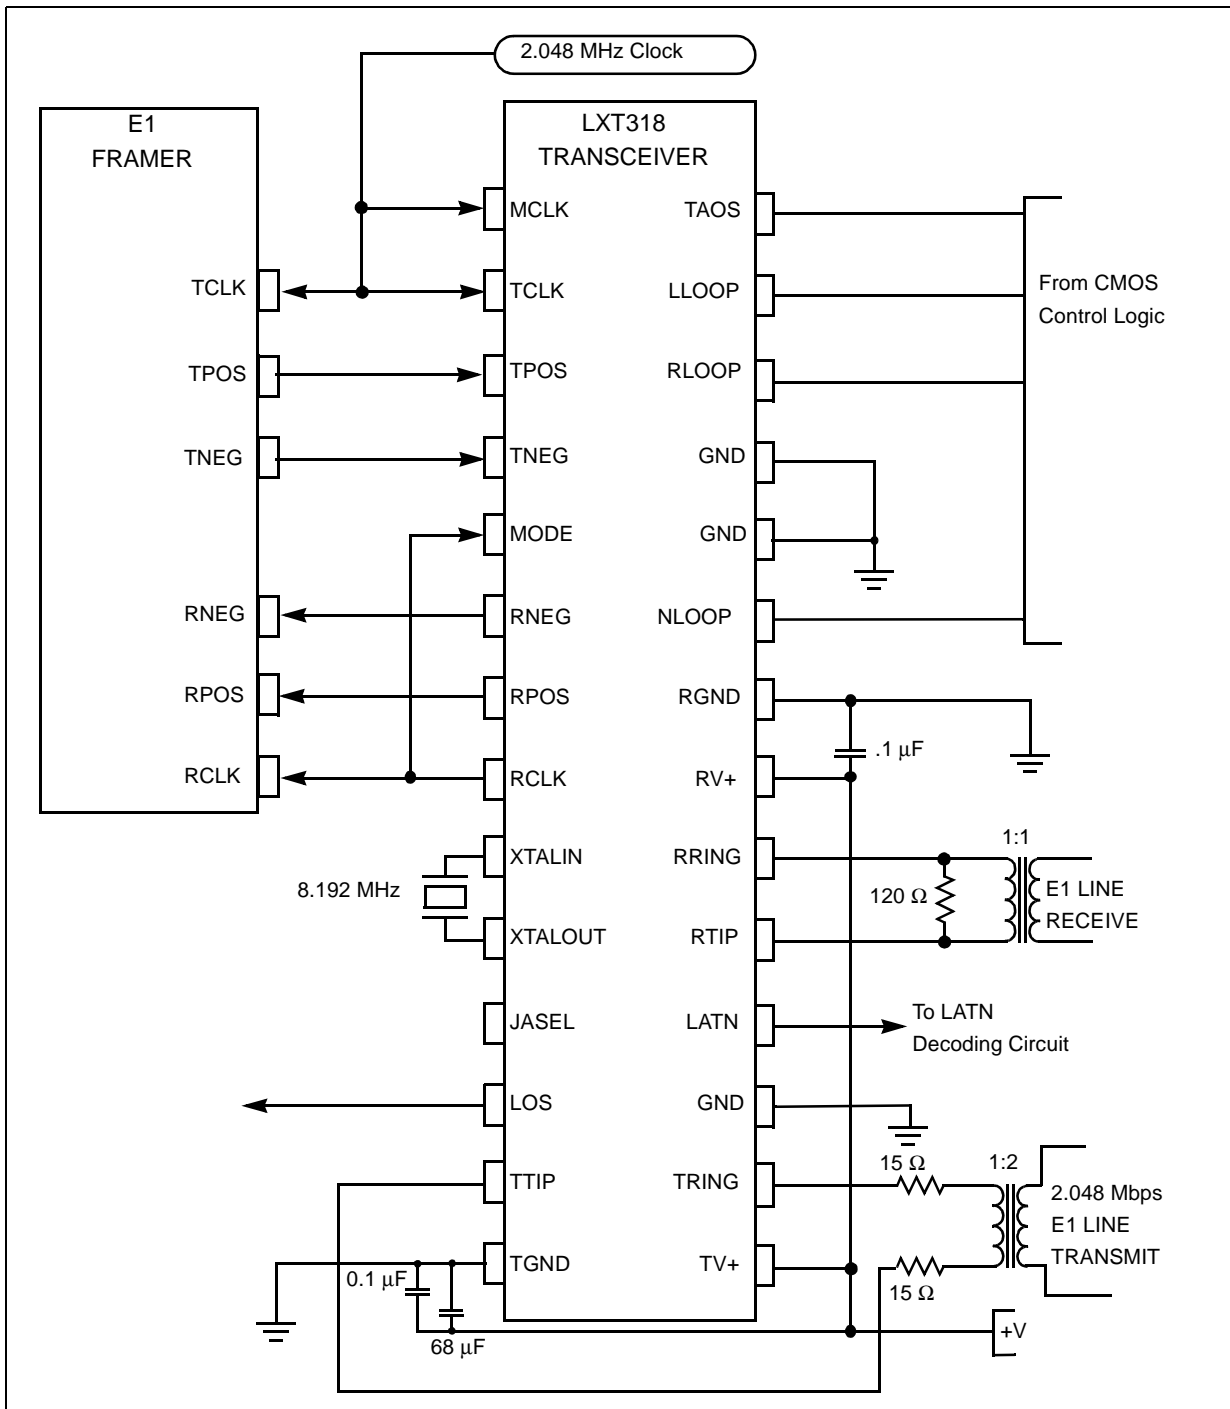 2.048 MHz Clock
E1
FRAMER
LXT318
TRANSCEIVER
TCLK
TPOS
TNEG
RNEG
RPOS
RCLK
MCLK
TCLK
TPOS
TNEG
MODE
RNEG
RPOS
RCLK
XTALIN
XTALOUT
JASEL
LOS
TTIP
TGND
TAOS
LLOOP
RLOOP
GND
GND
NLOOP
RGND
RV+
RRING
RTIP
LATN
GND
TRING
TV+
From CMOS
Control Logic
.1 μF
1:1
120 Ω
E1 LINE
RECEIVE
8.192 MHz
To LATN
Decoding Circuit
15 Ω
1:2
2.048 Mbps
E1 LINE
TRANSMIT
15 Ω
0.1 μF
68 μF
+V